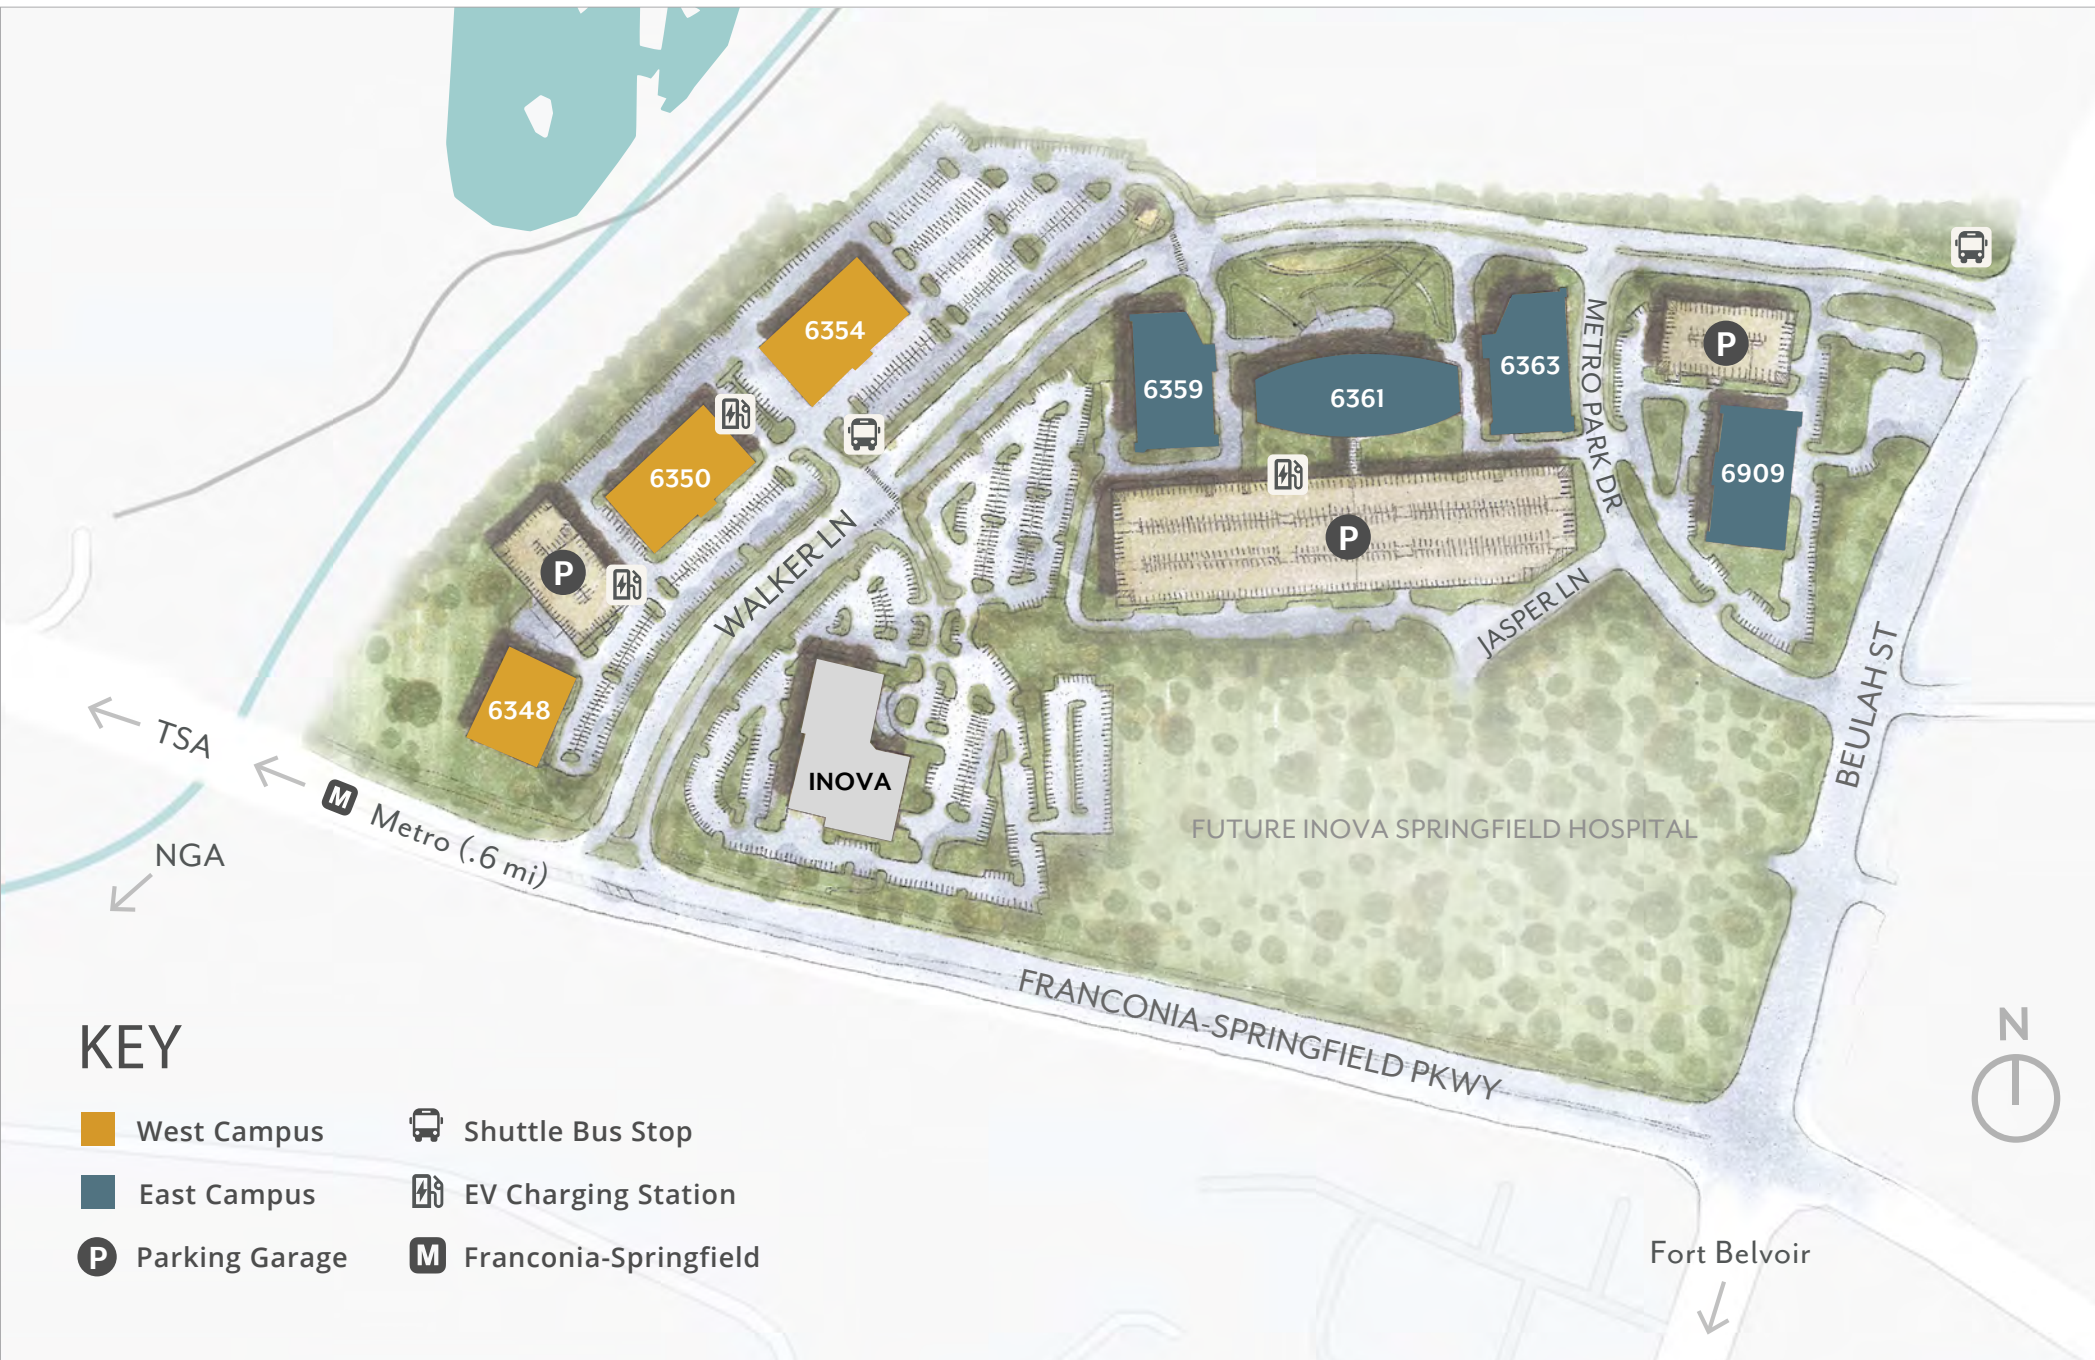 6354
6350
6348
6359
6361
6363
6909
P
P
P
METRO PARK DR
WALKER LN
JASPER LN
BEULAH ST
INOVA
FUTURE INOVA SPRINGFIELD HOSPITAL
FRANCONIA-SPRINGFIELD PKWY
TSA
M Metro (.6 mi)
NGA
Fort Belvoir
N
KEY
West Campus
East Campus
P Parking Garage
Shuttle Bus Stop
EV Charging Station
M Franconia-Springfield